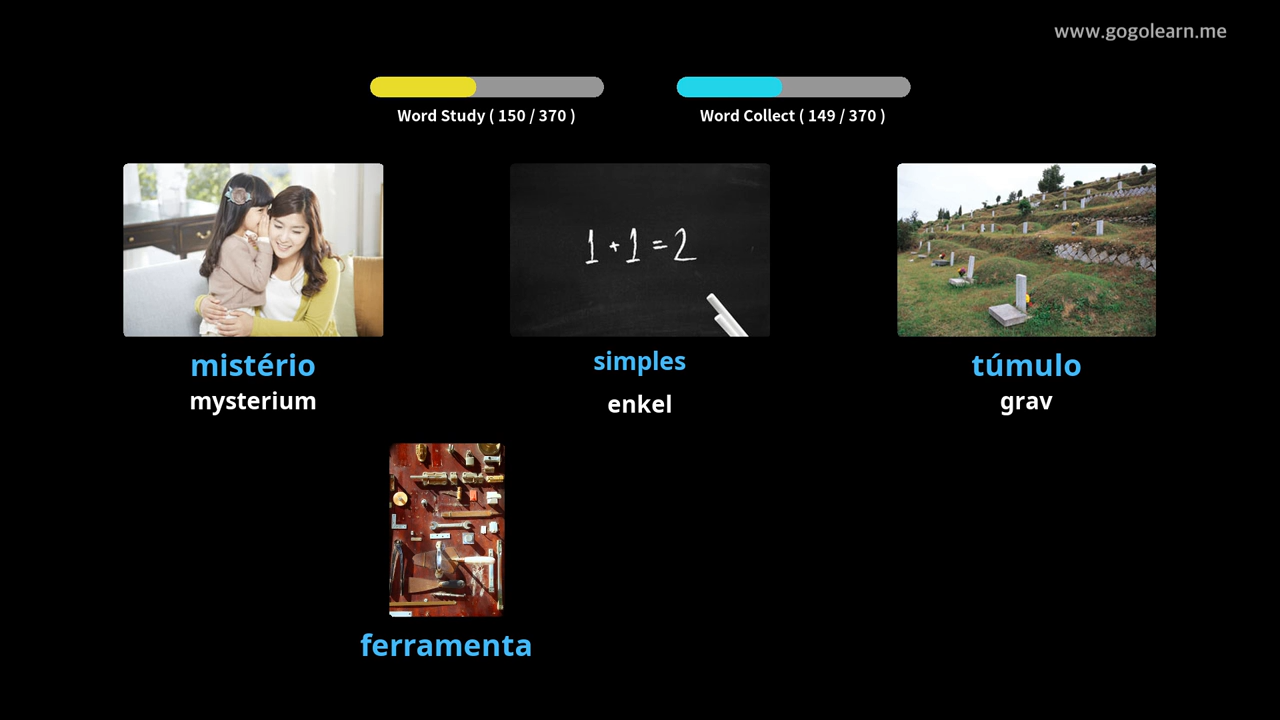 www.gogolearn.me
Word Study ( 150 / 370 )
Word Collect ( 149 / 370 )
1 + 1 = 2
mistério
mysterium
simples
enkel
túmulo
grav
ferramenta